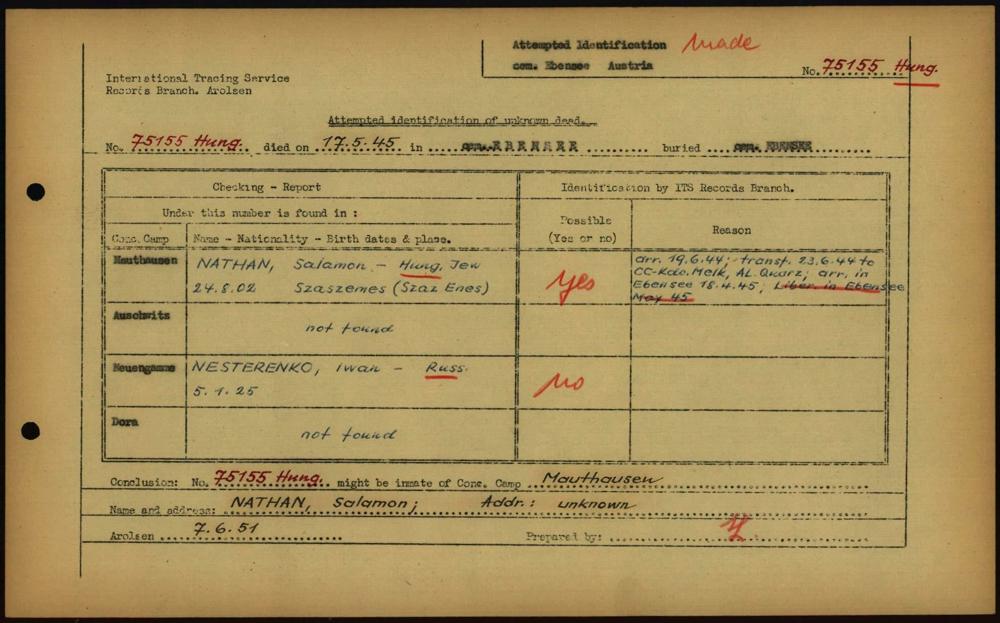 Attempted Identification Made
cem. Ebensee Austria
No. 75155 Hung.
International Tracing Service
Records Branch. Arolsen
Attempted identification of unknown dead.
No. 75155 Hung. died on 17.5.45. in cem. EBENSEE buried cem. EBENSEE
Checking - Report Identification by ITS Records Branch.
Under this number is found in :
Conc. Camp Name - Nationality - Birth dates & place. Possible (Yes or no) Reason
Mauthausen NATHAN, Salamon - Hung. Jew
24.8.02 Szaszemes (Szaz Enes)
yes
arr. 19.6.44; transf. 23.6.44 to
CC-Kdo. Melk, AL Quarz; arr. in
Ebensee 18.4.45; Liber. in Ebensee
May 45
Auschwitz
not found
Neuengamme NESTERENKO, Iwan - Russ.
5.1.25
no
Dora
not found
Conclusion: No. 75155 Hung. might be inmate of Conc. Camp Mauthausen
Name and address: NATHAN, Salamon; Addr.: unknown
Arolsen 7.6.51 Prepared by: